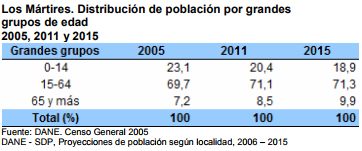 Los Mártires. Distribución de población por grandes
grupos de edad
2005, 2011 y 2015
Grandes grupos 2005 2011 2015
0-14 23,1 20,4 18,9
15-64 69,7 71,1 71,3
65 y más 7,2 8,5 9,9
Total (%) 100 100 100
Fuente: DANE. Censo General 2005
DANE - SDP, Proyecciones de población según localidad, 2006 – 2015